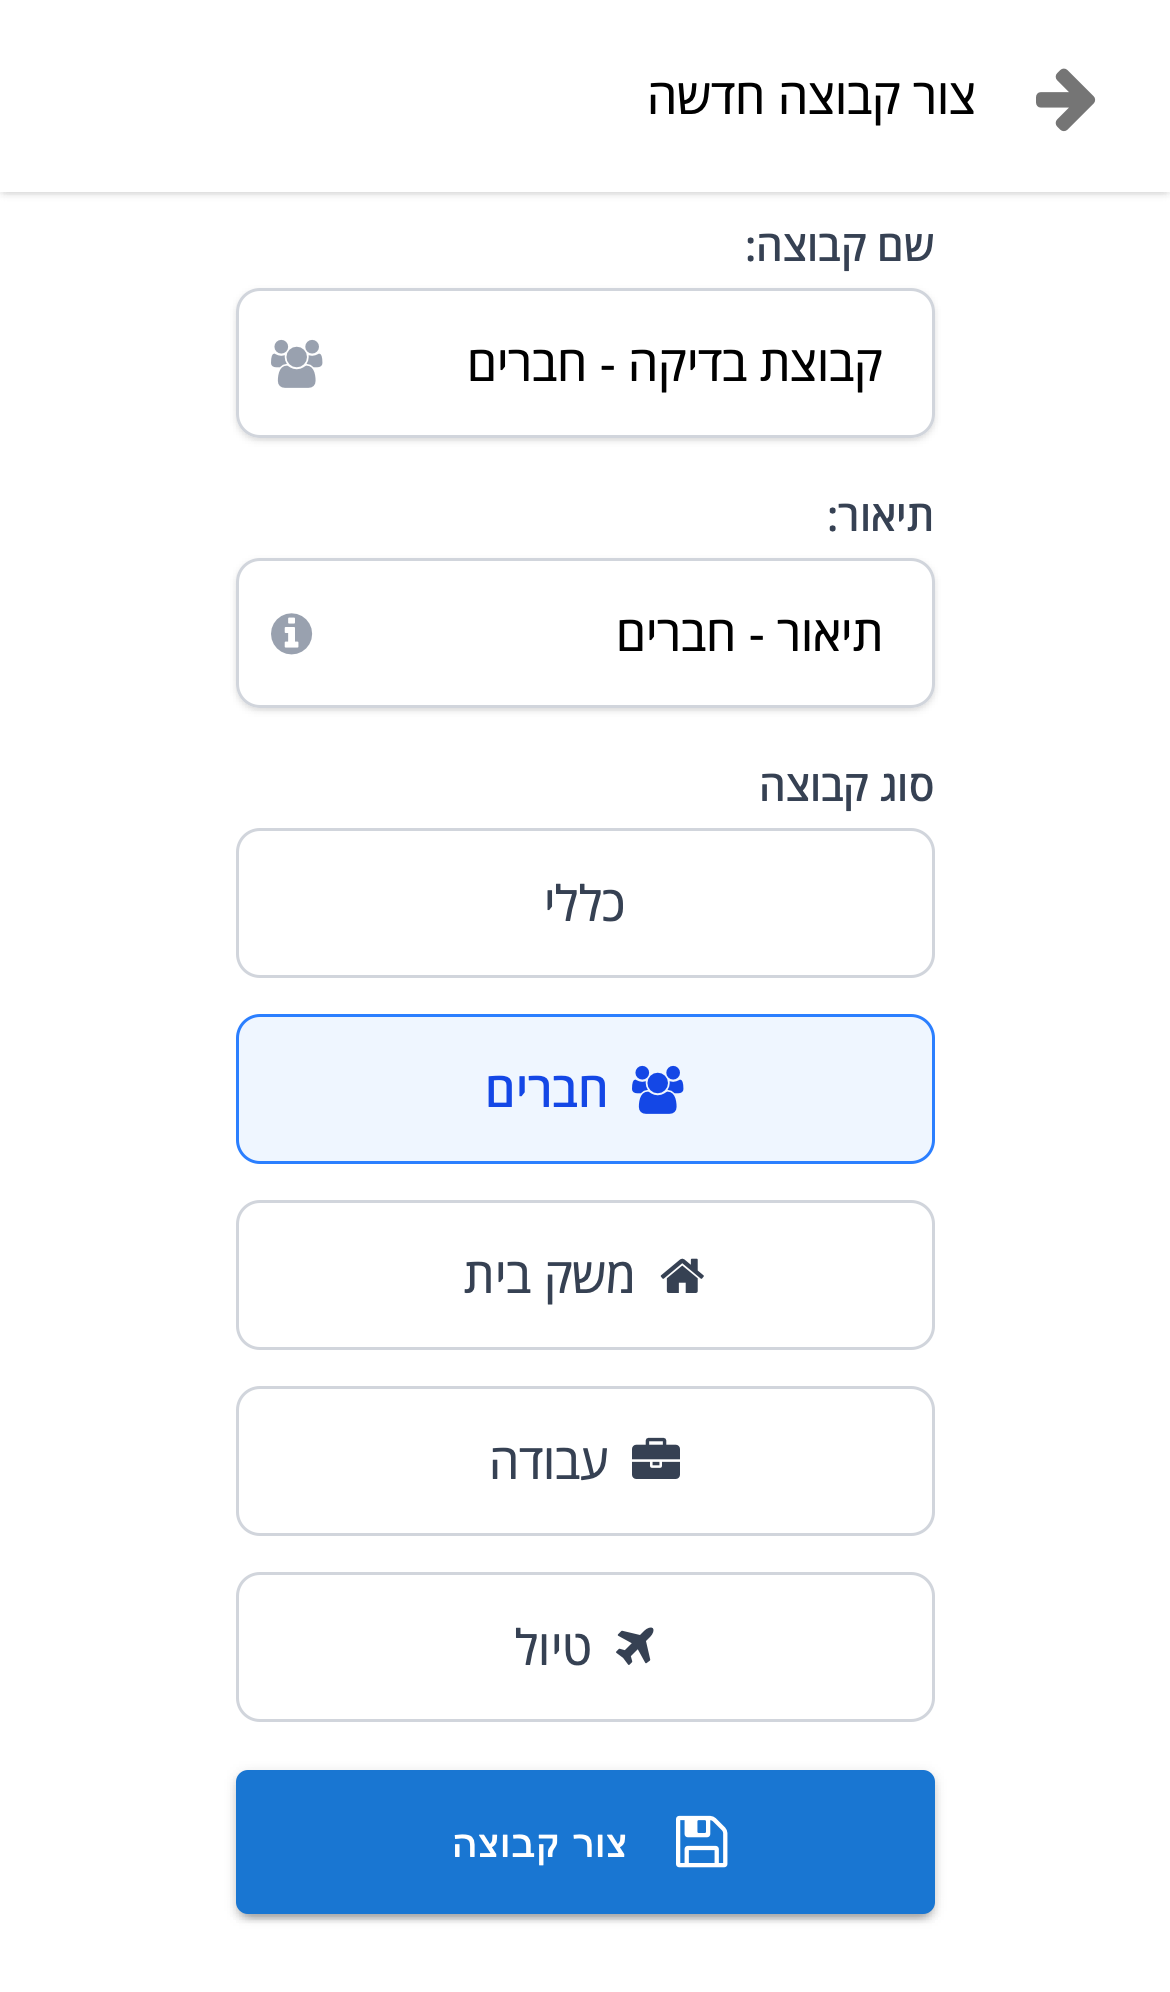 צור קבוצה חדשה
שם קבוצה:
קבוצת בדיקה - חברים
תיאור:
תיאור - חברים
סוג קבוצה
כללי
חברים
משק בית
עבודה
טיול
צור קבוצה